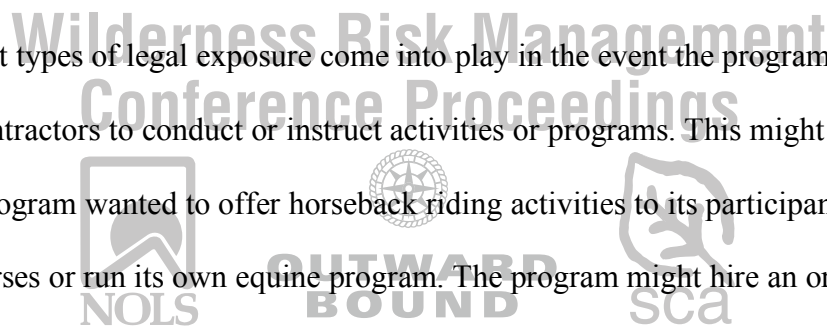 Wilderness Risk Management
t types of legal exposure come into play in the event the program
Conference Proceedings
ntractors to conduct or instruct activities or programs. This might
ogram wanted to offer horseback riding activities to its participan
rses or run its own equine program. The program might hire an or
OUTWARD
BOUND
NOLS
sca